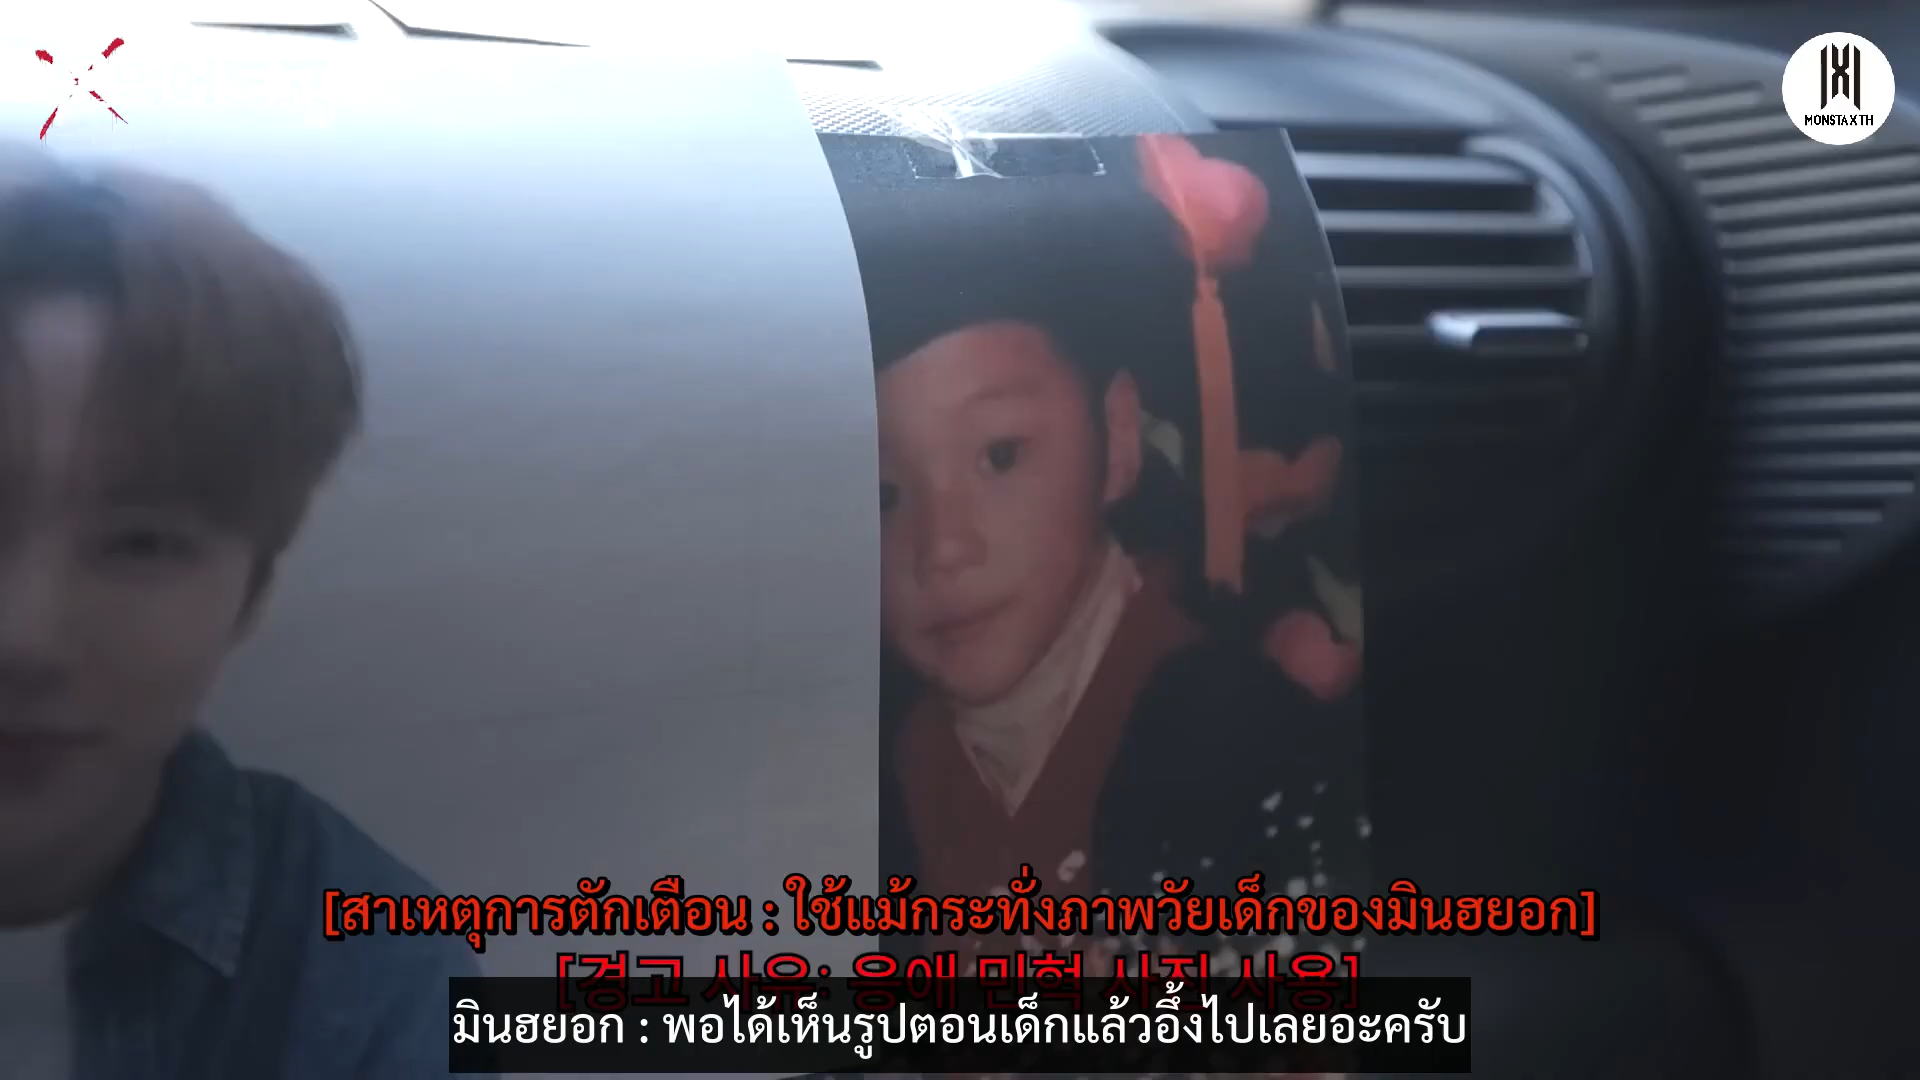 MONSTAXTH
[สาเหตุการตักเตือน : ใช้แม้กระทั่งภาพวัยเด็กของมินฮยอก]
[경고 사유: 응애 민혁 사진 사용]
มินฮยอก : พอได้เห็นรูปตอนเด็กแล้วอึ้งไปเลยอะครับ